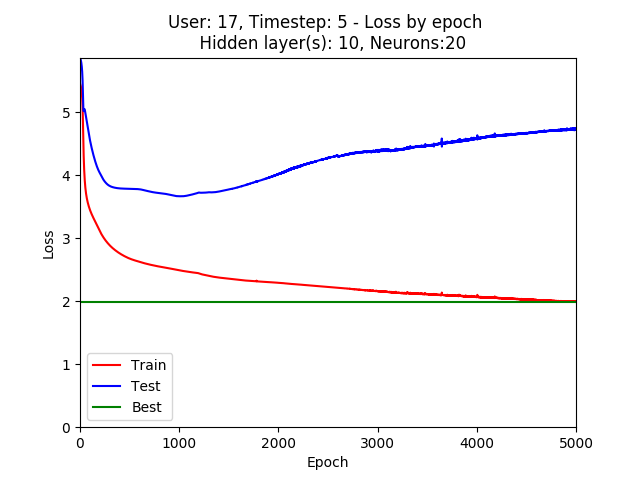 User: 17, Timestep: 5 - Loss by epoch
Hidden layer(s): 10, Neurons:20
5
4
3
2
1
0
Loss
Train
Test
Best
0 1000 2000 3000 4000 5000
Epoch